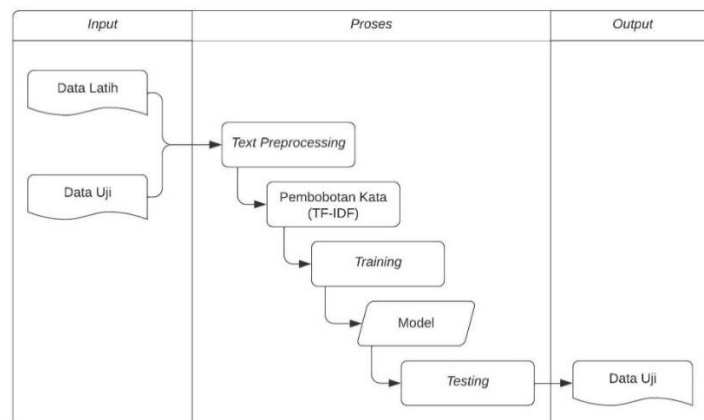 Input
Proses
Output
Data Latih
Data Uji
Text Preprocessing
Pembobotan Kata
(TF-IDF)
Training
Model
Testing
Data Uji